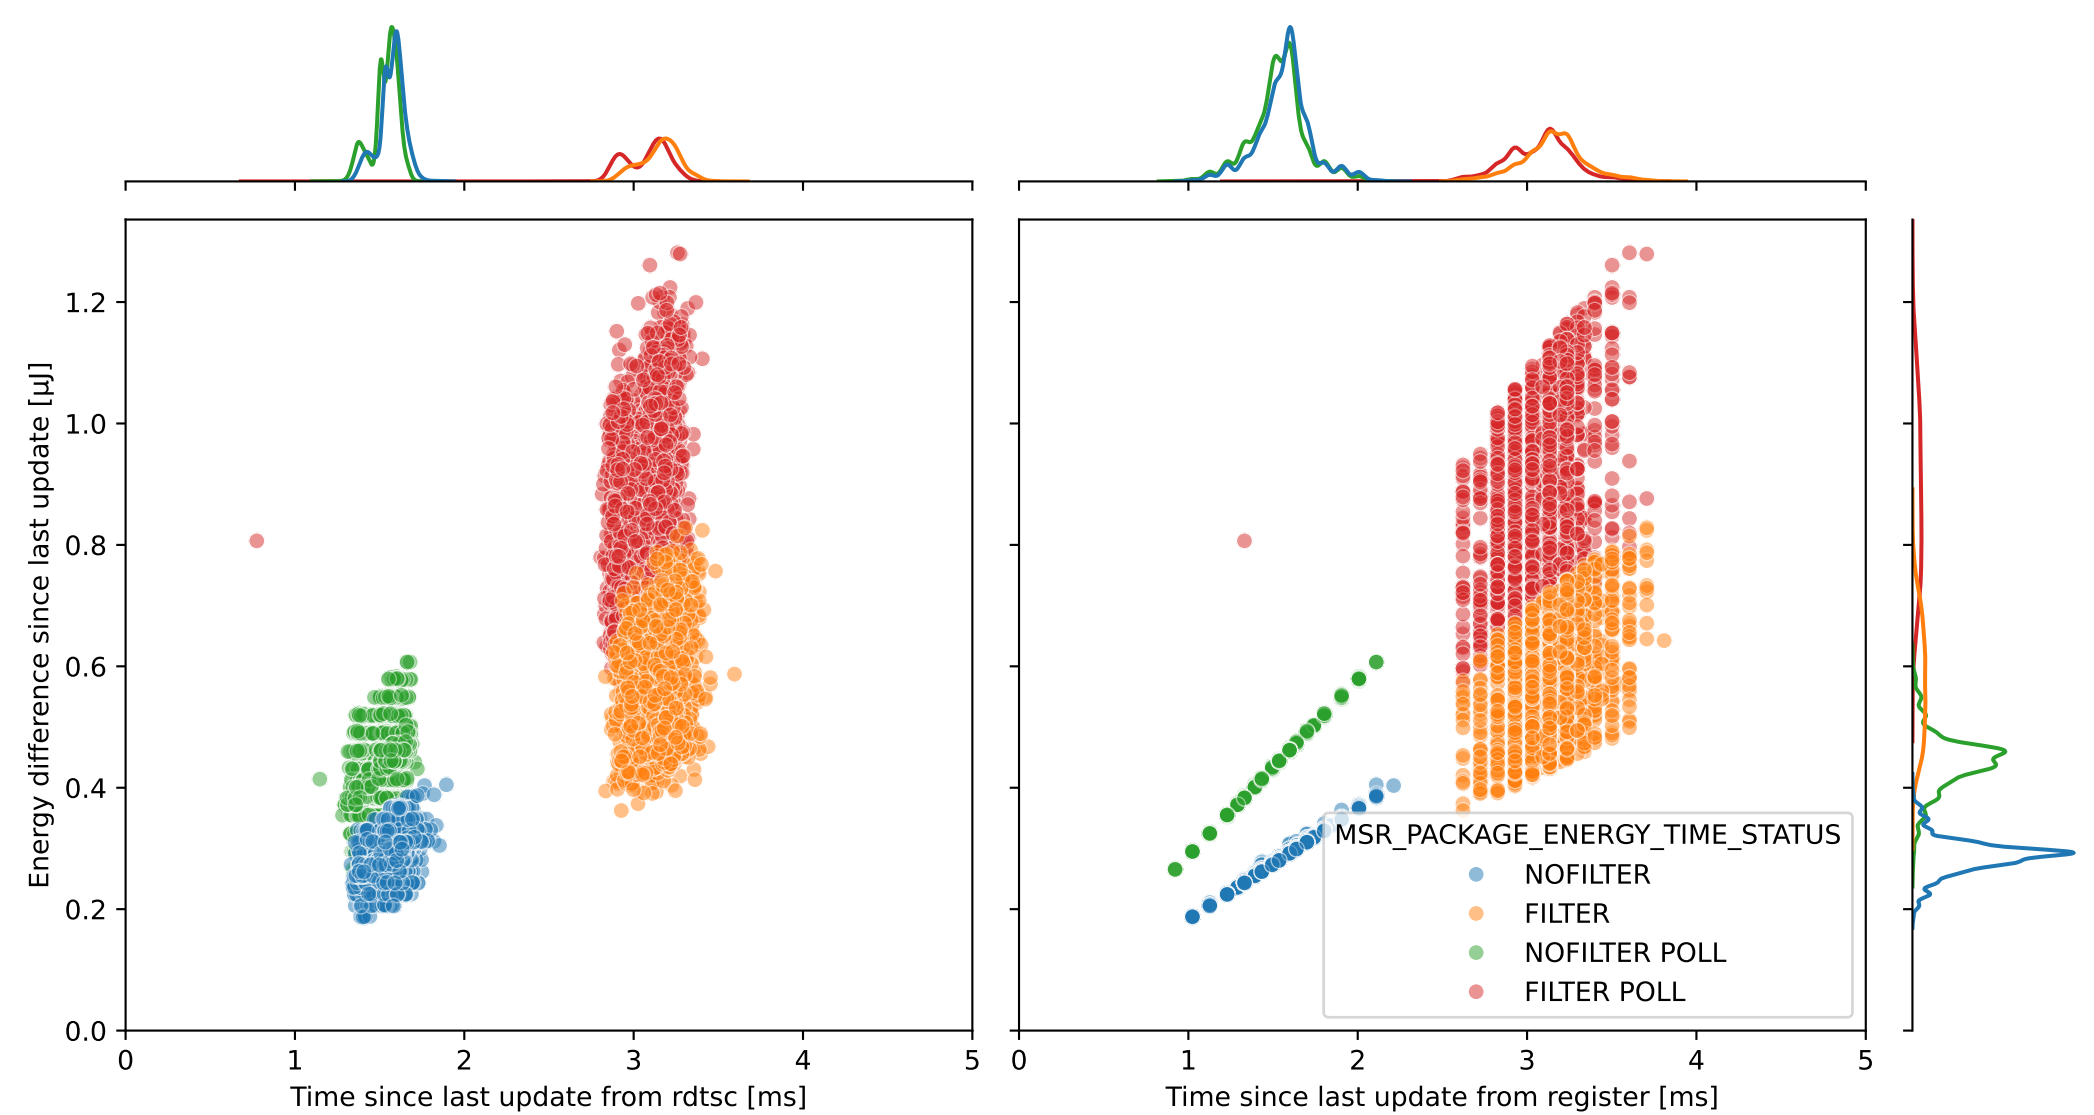 Energy difference since last update [µJ]
1.2
1.0
0.8
0.6
0.4
0.2
0.0
0 1 2 3 4 5
Time since last update from rdtsc [ms]
MSR_PACKAGE_ENERGY_TIME_STATUS
NOFILTER
FILTER
NOFILTER POLL
FILTER POLL
0 1 2 3 4 5
Time since last update from register [ms]